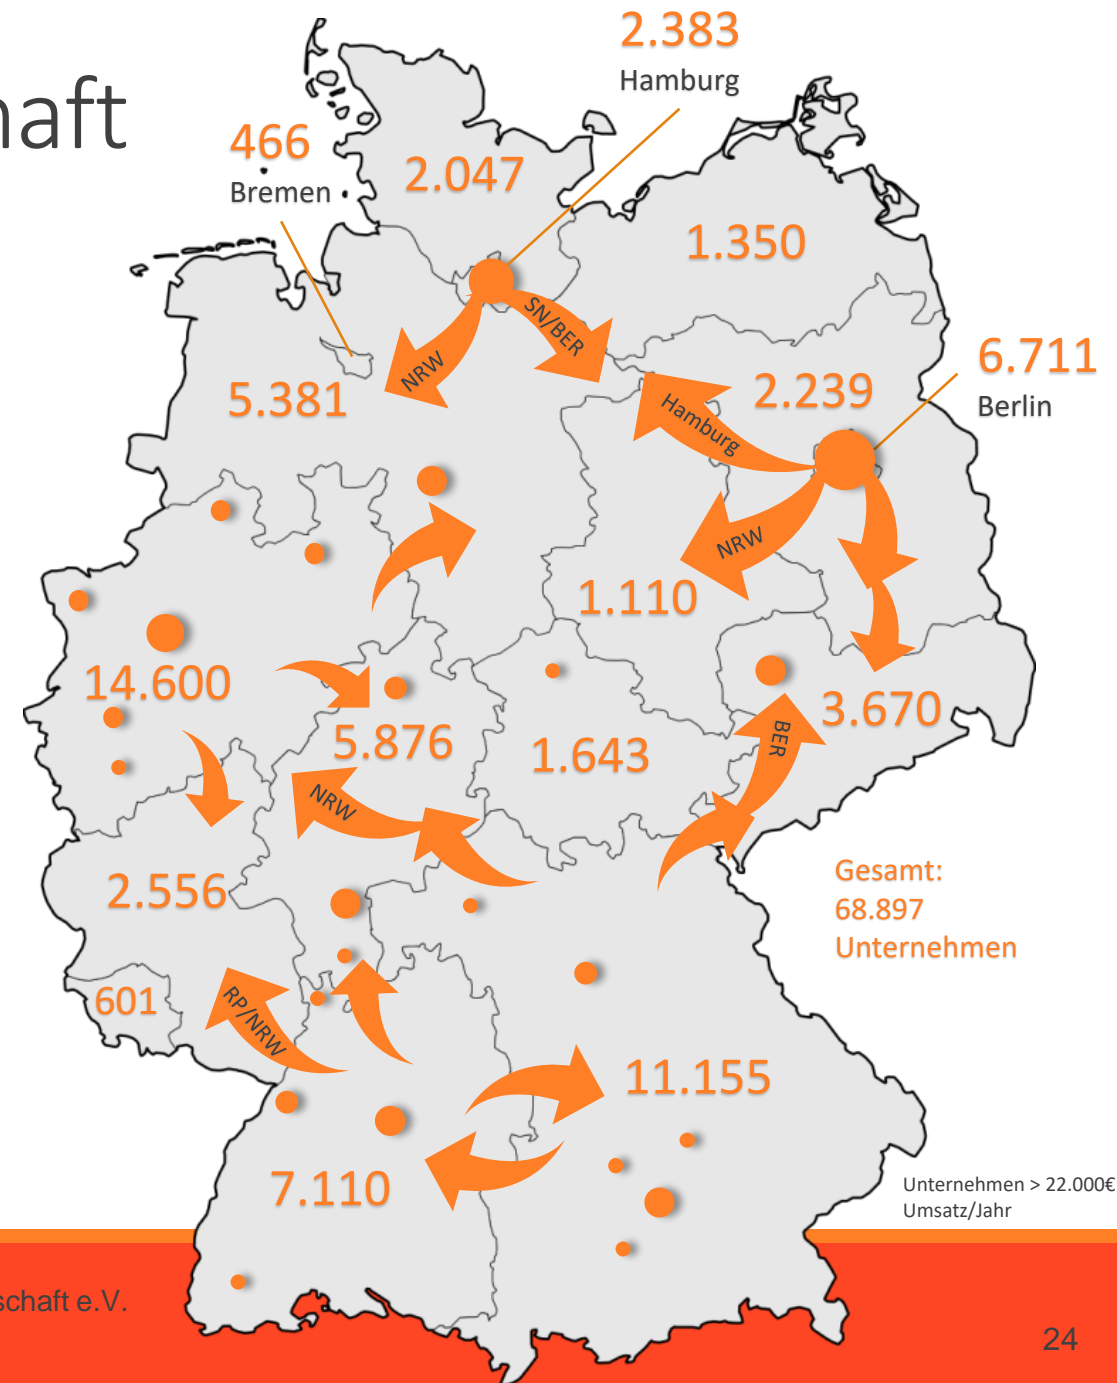 haft
2.383
Hamburg
466
Bremen
2.047
1.350
SN/BER
NRW
5.381
2.239
6.711
Berlin
Hamburg
NRW
1.110
14.600
5.876
1.643
3.670
BER
NRW
2.556
Gesamt:
68.897
Unternehmen
601
RP/NRW
11.155
7.110
Unternehmen > 22.000€
Umsatz/Jahr
schaft e.V.
24